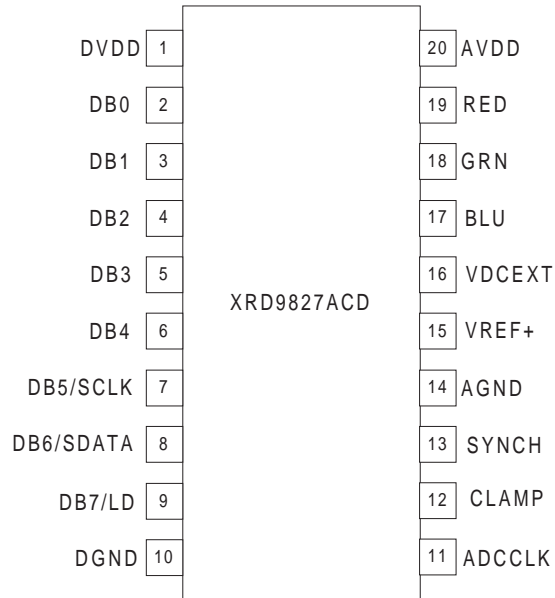 DVDD 1 20 AVDD
DB0 2 19 RED
DB1 3 18 GRN
DB2 4 17 BLU
DB3 5 16 VDCEXT
XRD9827ACD
DB4 6 15 VREF+
DB5/SCLK 7 14 AGND
DB6/SDATA 8 13 SYNCH
DB7/LD 9 12 CLAMP
DGND 10 11 ADCCLK